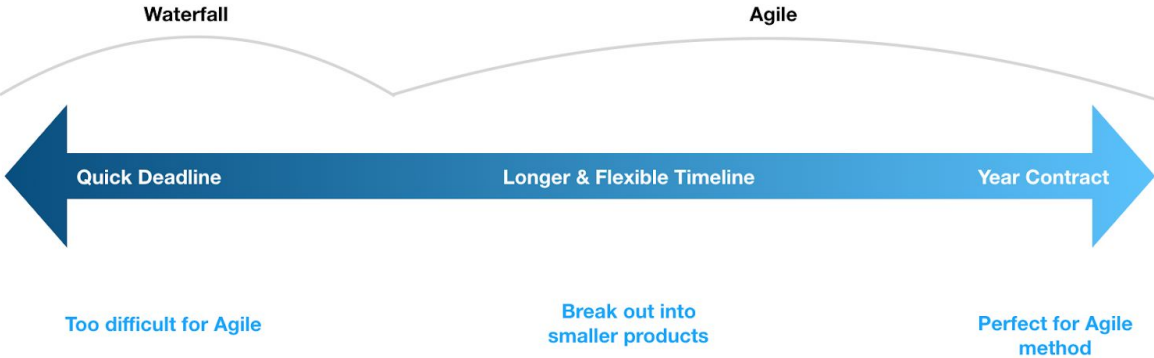 Waterfall
Agile
Quick Deadline
Longer & Flexible Timeline
Year Contract
Too difficult for Agile
Break out into
smaller products
Perfect for Agile
method